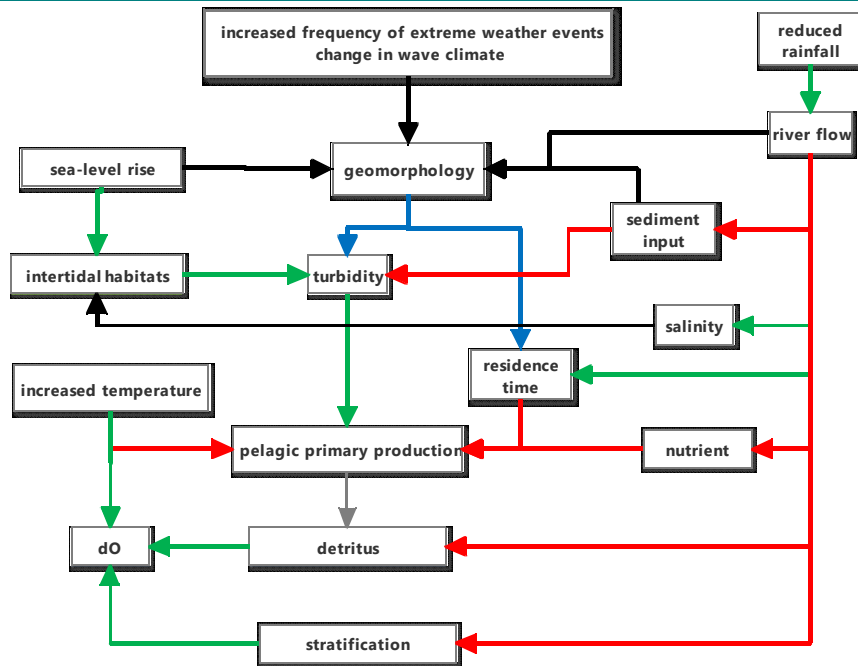 increased frequency of extreme weather events
change in wave climate
reduced
rainfall
river flow
sea-level rise
geomorphology
sediment
input
intertidal habitats
turbidity
salinity
residence
time
increased temperature
pelagic primary production
nutrient
dO
detritus
stratification